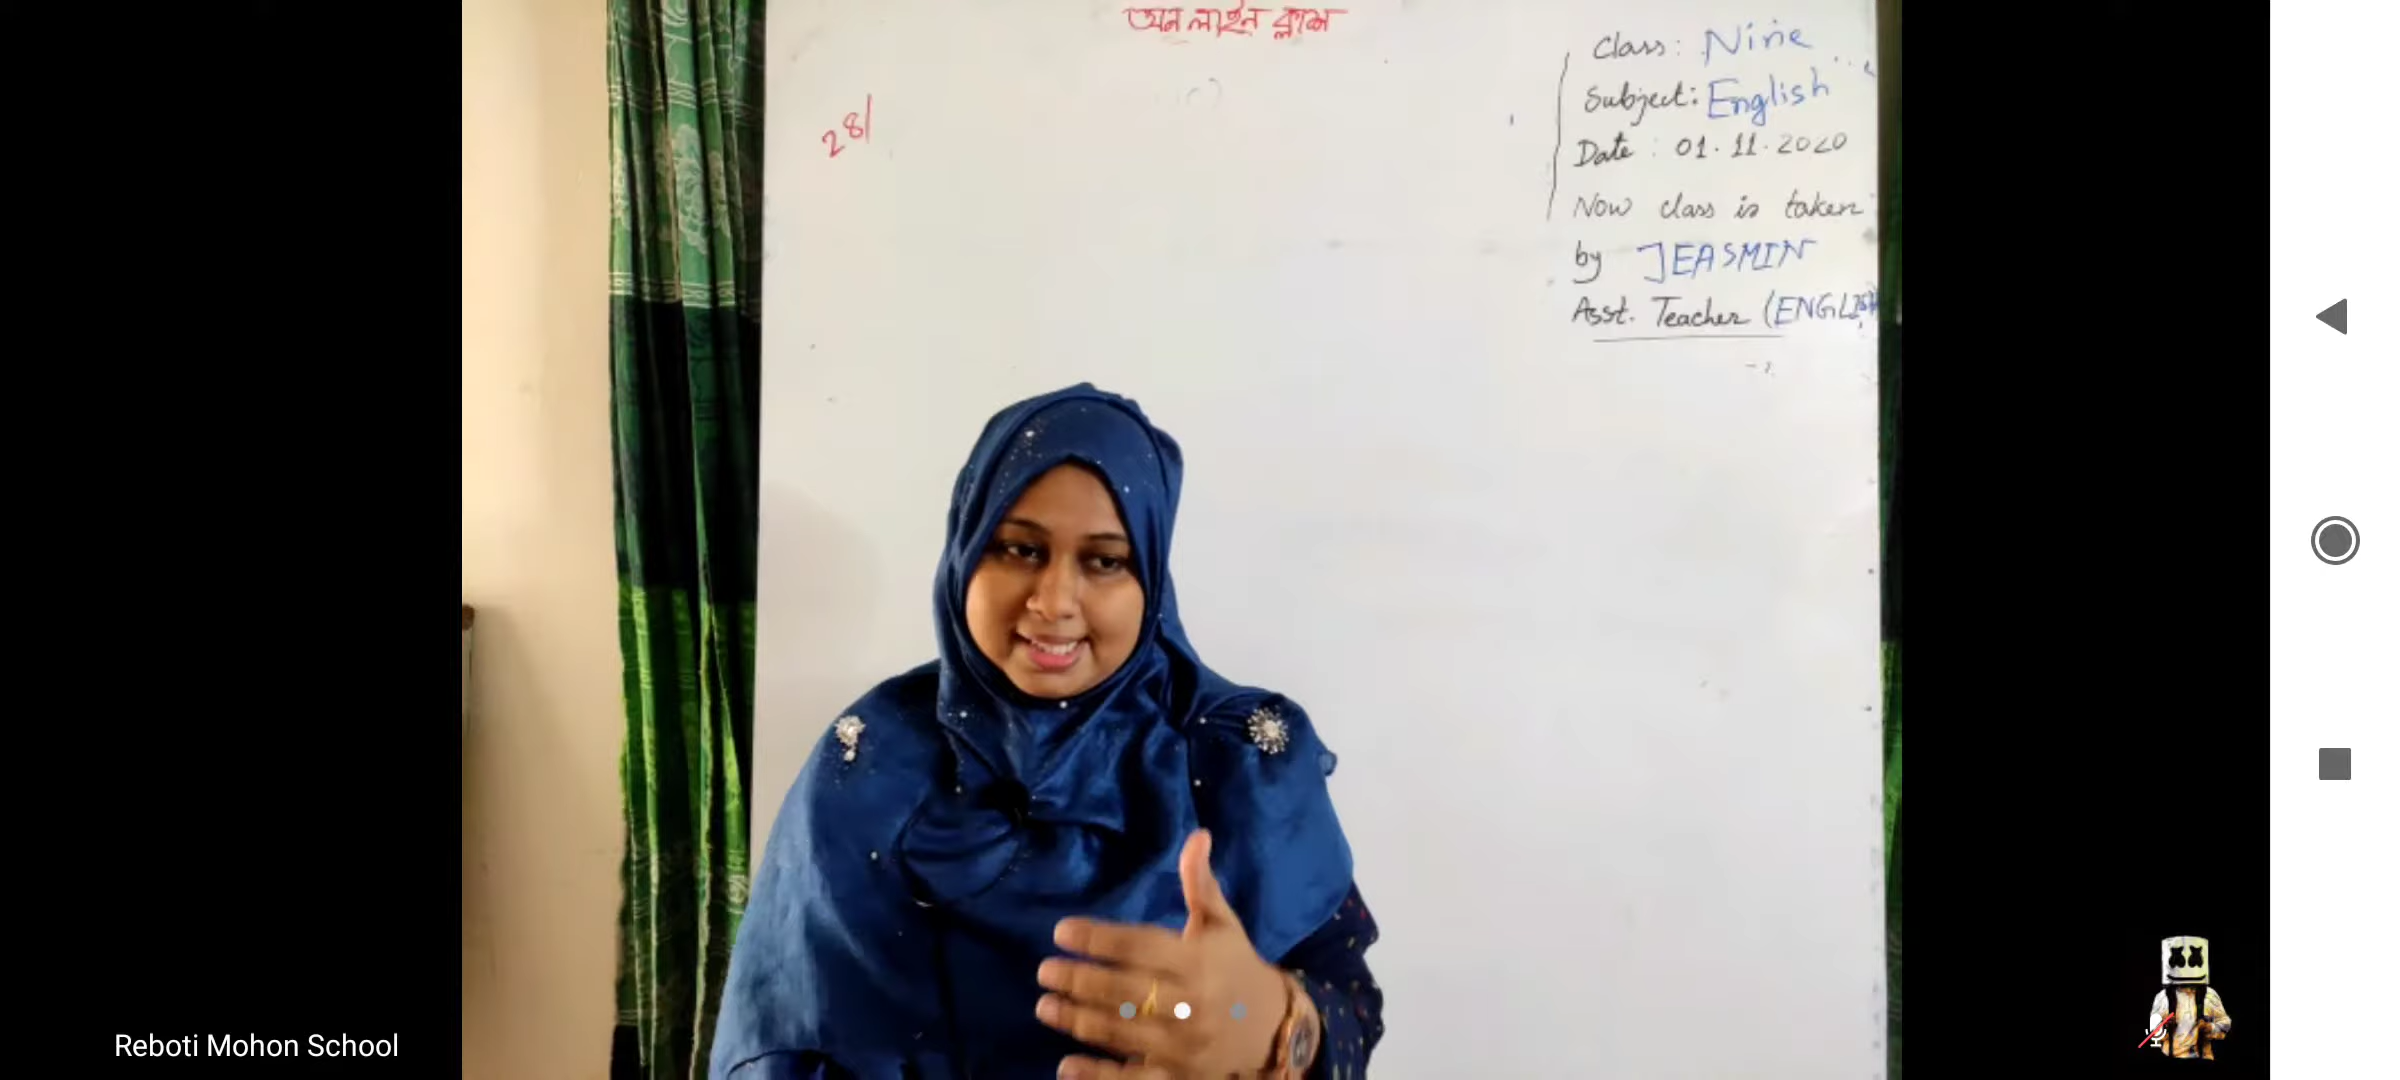 অন লাইন ক্লাশ
Class: Nine
Subject: English
Date: 01.11.2020
Now class is taken
by JEASMIN
Asst. Teacher (ENGLISH
28/
Reboti Mohon School